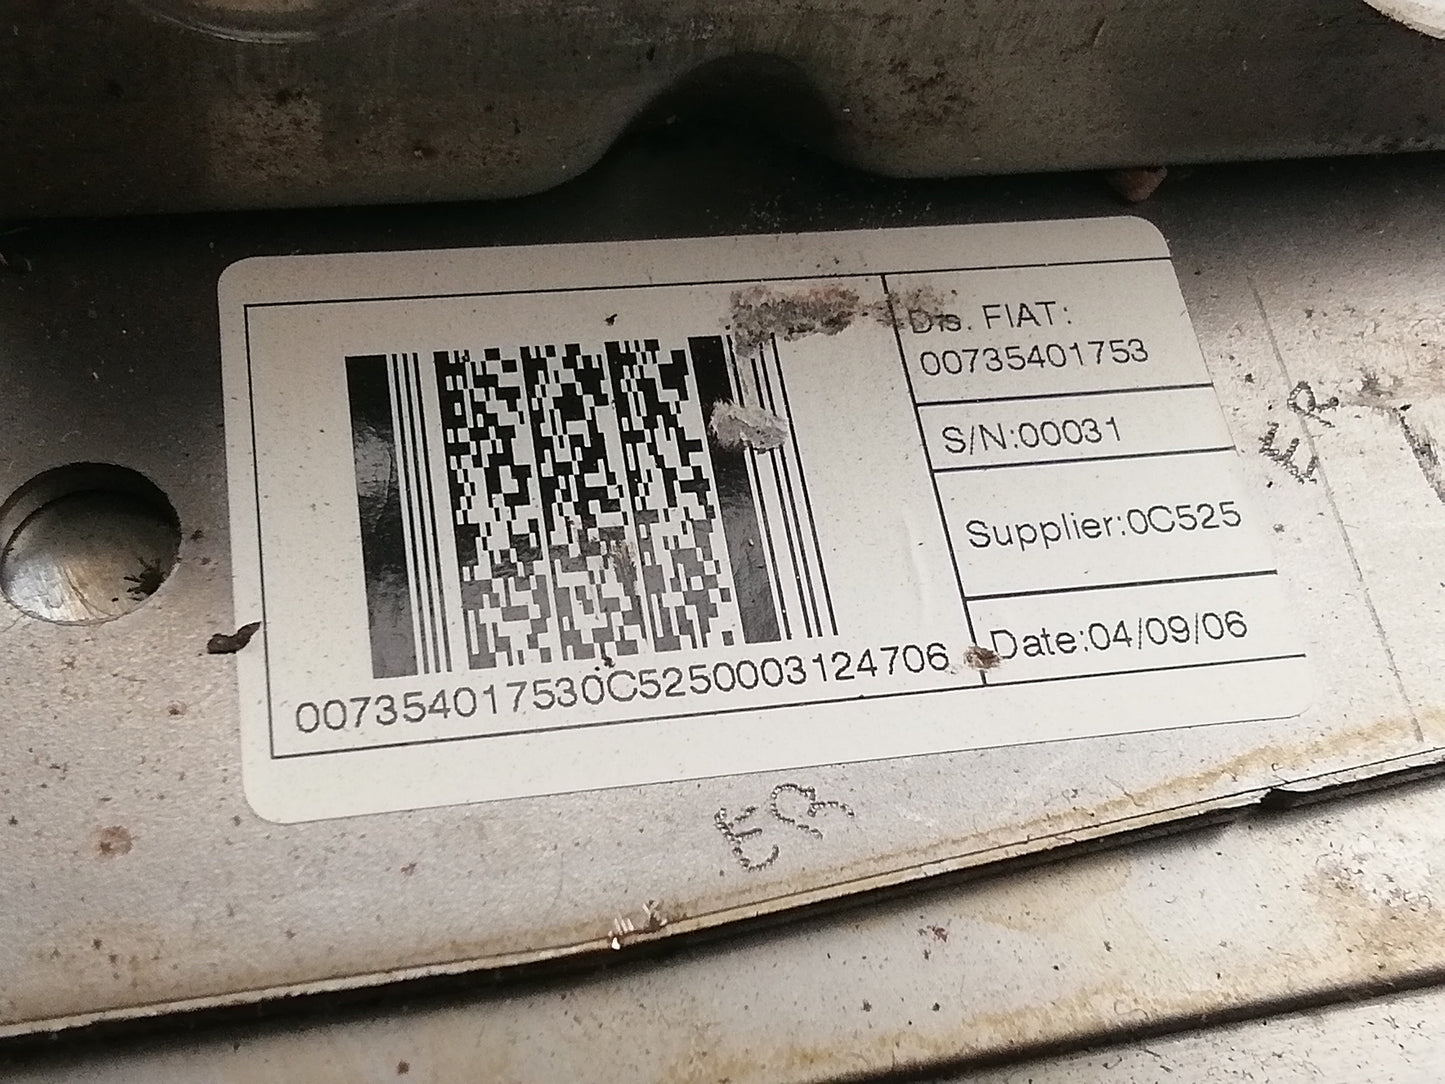 Dis. FIAT:
00735401753
S/N:00031
Supplier:0C525
Date:04/09/06
007354017530C5250003124706